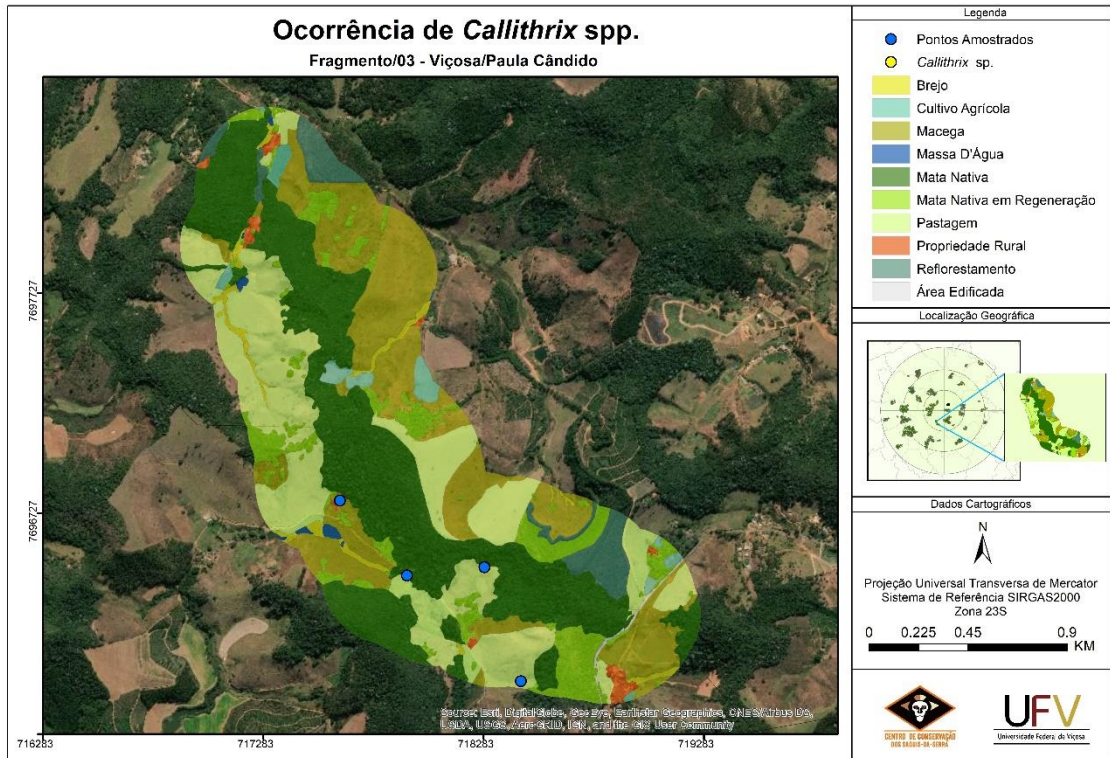 Ocorrência de Callithrix spp.
Fragmento/03 - Viçosa/Paula Cândido
7697727
7696727
716283
717283
718283
719283
Source: Esri, DigitalGlobe, GeoEye, Earthstar Geographics, CNES/Airbus DS,
USDA, USGS, AeroGRID, IGN, and the GIS User Community
Legenda
Pontos Amostrados
Callithrix sp.
Brejo
Cultivo Agrícola
Macega
Massa D'Água
Mata Nativa
Mata Nativa em Regeneração
Pastagem
Propriedade Rural
Reflorestamento
Área Edificada
Localização Geográfica
Dados Cartográficos
N
Projeção Universal Transversa de Mercator
Sistema de Referência SIRGAS2000
Zona 23S
0 0.225 0.45 0.9
KM
CENTRO DE CONSERVAÇÃO
DOS SAGUIS-DA-SERRA
UFV
Universidade Federal de Viçosa